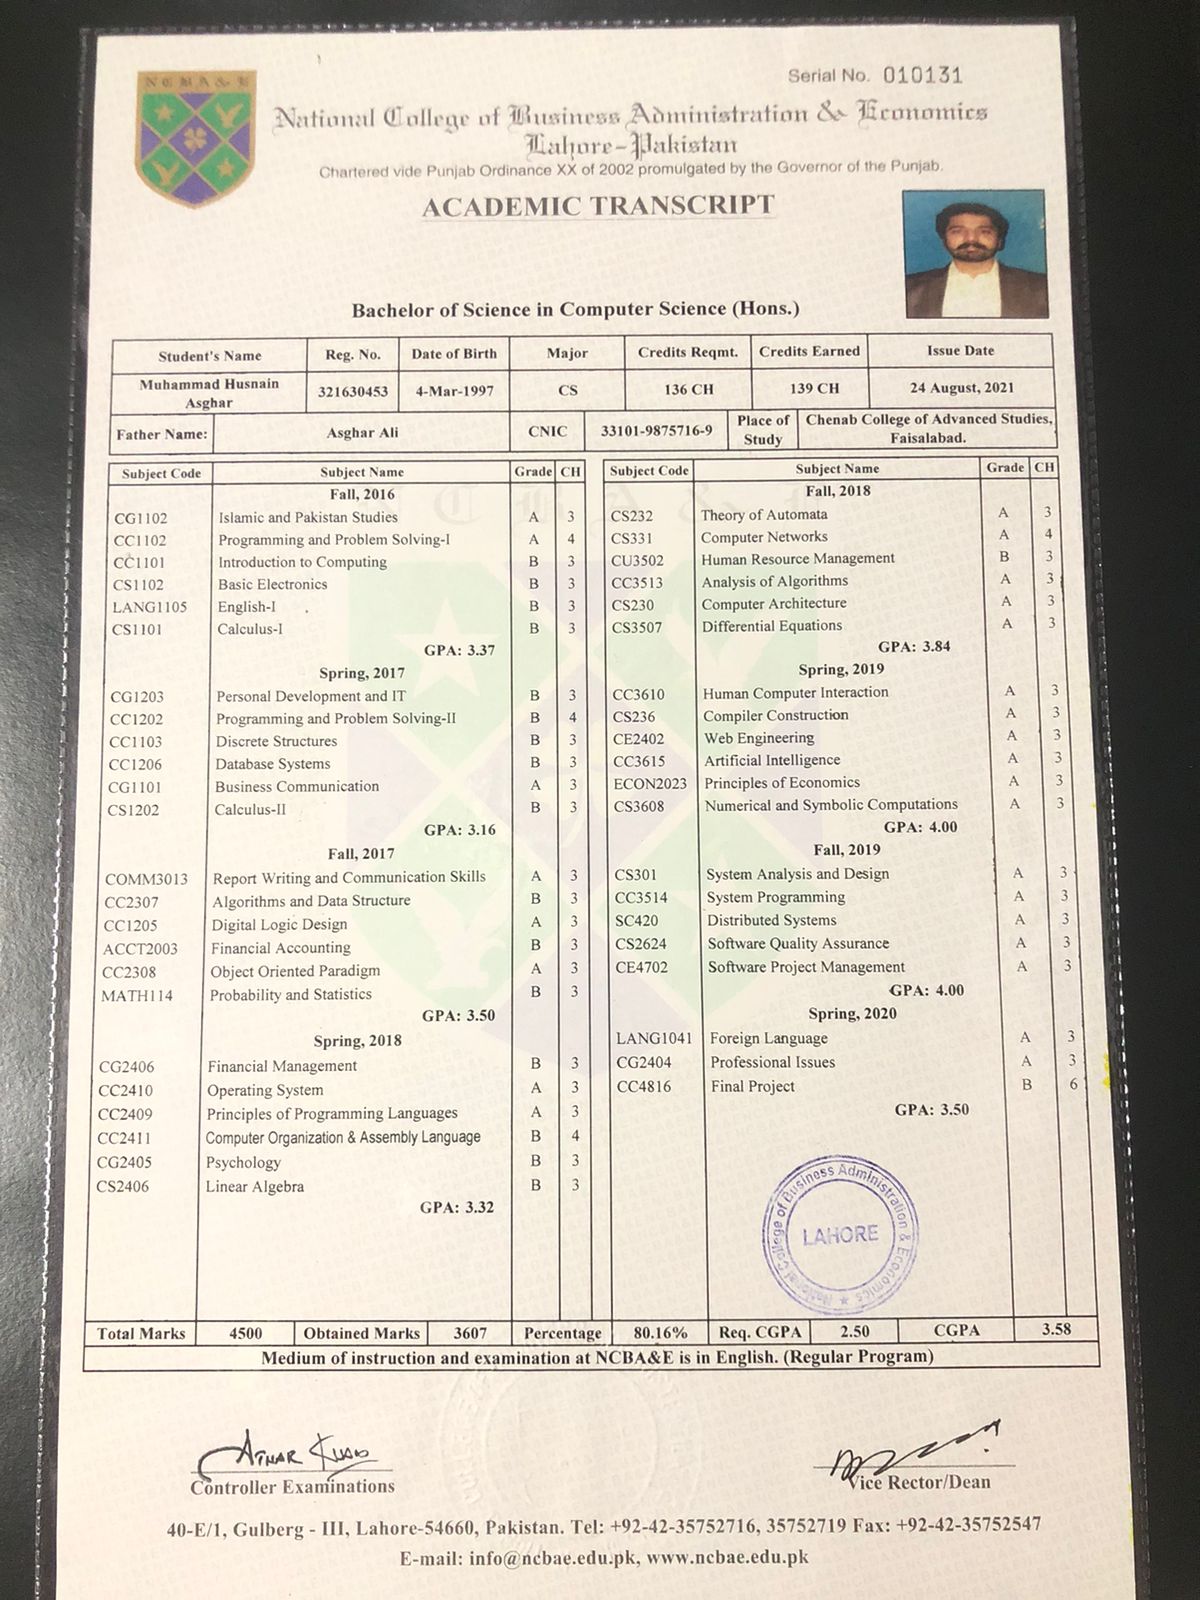 NCBA&E
Serial No. 010131
National College of Business Administration & Economics
Lahore-Pakistan
Chartered vide Punjab Ordinance XX of 2002 promulgated by the Governor of the Punjab.
ACADEMIC TRANSCRIPT
Bachelor of Science in Computer Science (Hons.)
Student's Name Reg. No. Date of Birth Major Credits Reqmt. Credits Earned Issue Date
Muhammad Husnain Asghar 321630453 4-Mar-1997 CS 136 CH 139 CH 24 August, 2021
Father Name: Asghar Ali CNIC 33101-9875716-9 Place of Study Chenab College of Advanced Studies, Faisalabad.
Subject Code Subject Name Grade CH
Fall, 2016
CG1102 Islamic and Pakistan Studies A 3
CC1102 Programming and Problem Solving-I A 4
CC1101 Introduction to Computing B 3
CS1102 Basic Electronics B 3
LANG1105 English-I B 3
CS1101 Calculus-I B 3
GPA: 3.37
Spring, 2017
CG1203 Personal Development and IT B 3
CC1202 Programming and Problem Solving-II B 4
CC1103 Discrete Structures B 3
CC1206 Database Systems B 3
CG1101 Business Communication A 3
CS1202 Calculus-II B 3
GPA: 3.16
Fall, 2017
COMM3013 Report Writing and Communication Skills A 3
CC2307 Algorithms and Data Structure B 3
CC1205 Digital Logic Design A 3
ACCT2003 Financial Accounting B 3
CC2308 Object Oriented Paradigm A 3
MATH114 Probability and Statistics B 3
GPA: 3.50
Spring, 2018
CG2406 Financial Management B 3
CC2410 Operating System A 3
CC2409 Principles of Programming Languages A 3
CC2411 Computer Organization & Assembly Language B 4
CG2405 Psychology B 3
CS2406 Linear Algebra B 3
GPA: 3.32
Subject Code Subject Name Grade CH
Fall, 2018
CS232 Theory of Automata A 3
CS331 Computer Networks A 4
CU3502 Human Resource Management B 3
CC3513 Analysis of Algorithms A 3
CS230 Computer Architecture A 3
CS3507 Differential Equations A 3
GPA: 3.84
Spring, 2019
CC3610 Human Computer Interaction A 3
CS236 Compiler Construction A 3
CE2402 Web Engineering A 3
CC3615 Artificial Intelligence A 3
ECON2023 Principles of Economics A 3
CS3608 Numerical and Symbolic Computations A 3
GPA: 4.00
Fall, 2019
CS301 System Analysis and Design A 3
CC3514 System Programming A 3
SC420 Distributed Systems A 3
CS2624 Software Quality Assurance A 3
CE4702 Software Project Management A 3
GPA: 4.00
Spring, 2020
LANG1041 Foreign Language A 3
CG2404 Professional Issues A 3
CC4816 Final Project B 6
GPA: 3.50
National College of Business Administration & Economics
LAHORE
Total Marks 4500 Obtained Marks 3607 Percentage 80.16% Req. CGPA 2.50 CGPA 3.58
Medium of instruction and examination at NCBA&E is in English. (Regular Program)
Controller Examinations
Vice Rector/Dean
40-E/1, Gulberg - III, Lahore-54660, Pakistan. Tel: +92-42-35752716, 35752719 Fax: +92-42-35752547
E-mail: info@ncbae.edu.pk, www.ncbae.edu.pk